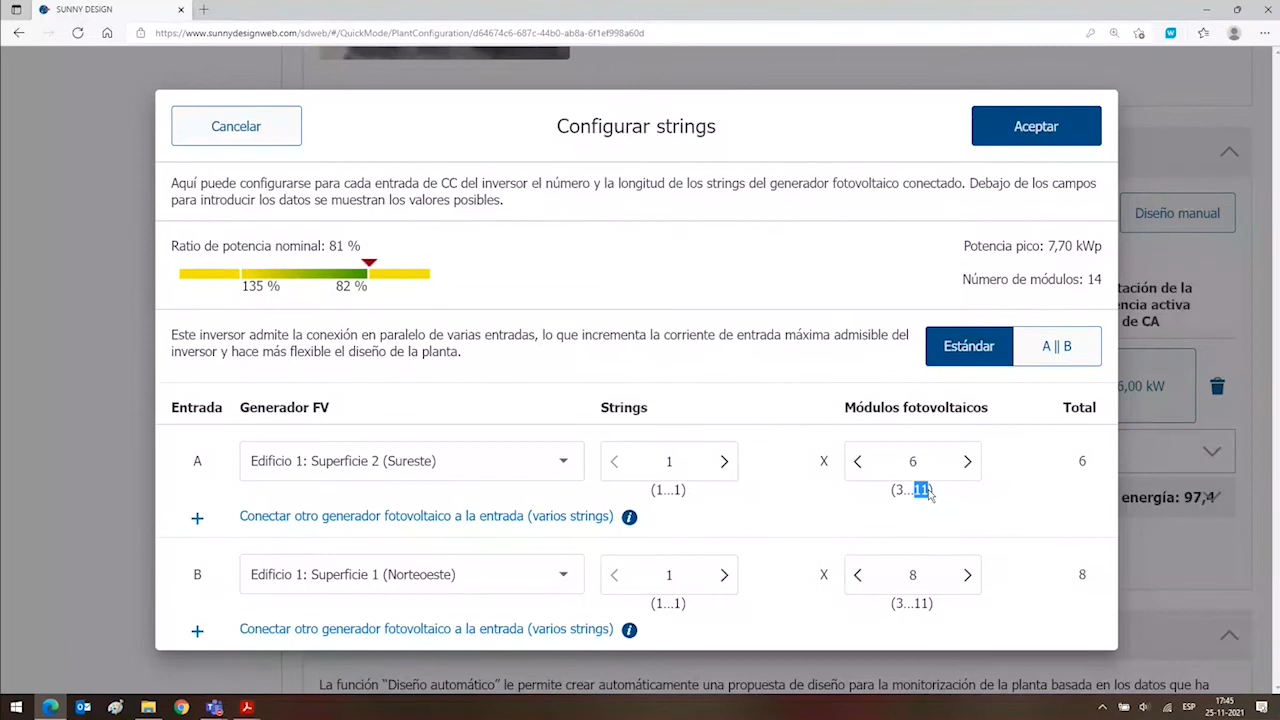 SUNNY DESIGN
https://www.sunnydesignweb.com/sdweb/#/QuickMode/PlantConfiguration/d64674c6-687c-44b0-ab8a-6f1ef998a60d
Cancelar
Configurar strings
Aceptar
Aquí puede configurarse para cada entrada de CC del inversor el número y la longitud de los strings del generador fotovoltaico conectado. Debajo de los campos
para introducir los datos se muestran los valores posibles.
Diseño manual
Ratio de potencia nominal: 81 %
Potencia pico: 7,70 kWp
135 %
82 %
Número de módulos: 14
tación de la
encia activa
de CA
Este inversor admite la conexión en paralelo de varias entradas, lo que incrementa la corriente de entrada máxima admisible del
inversor y hace más flexible el diseño de la planta.
Estándar
A || B
6,00 kW
Entrada
Generador FV
Strings
Módulos fotovoltaicos
Total
A
Edificio 1: Superficie 2 (Sureste)
1
X
6
6
(1...1)
(3...11)
energía: 97,4
+
Conectar otro generador fotovoltaico a la entrada (varios strings)
i
B
Edificio 1: Superficie 1 (Norteoeste)
1
X
8
8
(1...1)
(3...11)
+
Conectar otro generador fotovoltaico a la entrada (varios strings)
i
La función “Diseño automático” le permite crear automáticamente una propuesta de diseño para la monitorización de la planta basada en los datos que ha
ESP
17:45
25-11-2021